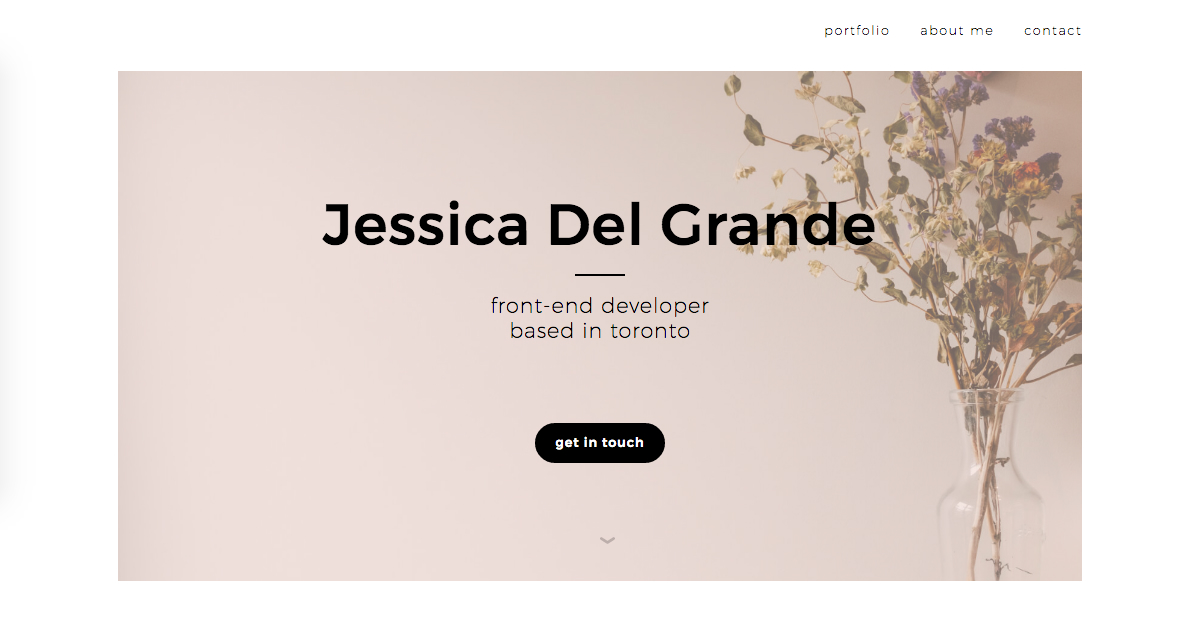 portfolio about me contact
Jessica Del Grande
front-end developer
based in toronto
get in touch